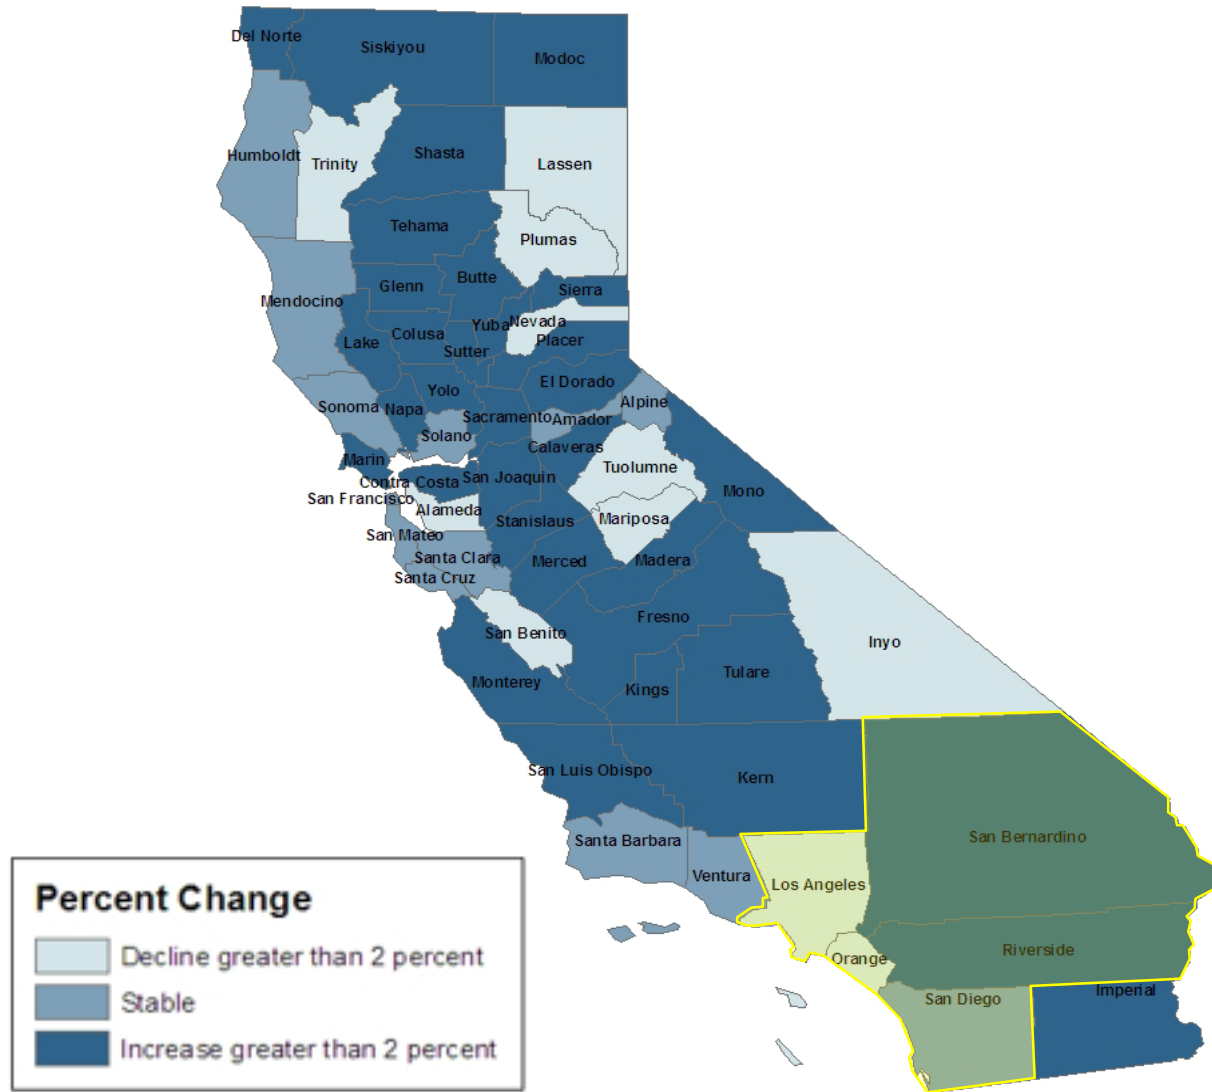 Del Norte
Siskiyou
Modoc
Humboldt
Trinity
Shasta
Lassen
Tehama
Plumas
Butte
Glenn
Sierra
Mendocino
Nevada
Yuba
Colusa
Placer
Lake
Sutter
El Dorado
Yolo
Alpine
Sonoma
Napa
Sacramento
Amador
Solano
Calaveras
Marin
Tuolumne
San Joaquin
Contra Costa
Mono
San Francisco
Alameda
Mariposa
Stanislaus
San Mateo
Santa Clara
Merced
Madera
Santa Cruz
Fresno
San Benito
Inyo
Tulare
Monterey
Kings
San Luis Obispo
Kern
San Bernardino
Santa Barbara
Ventura
Los Angeles
Riverside
Orange
Imperial
San Diego
Percent Change
Decline greater than 2 percent
Stable
Increase greater than 2 percent